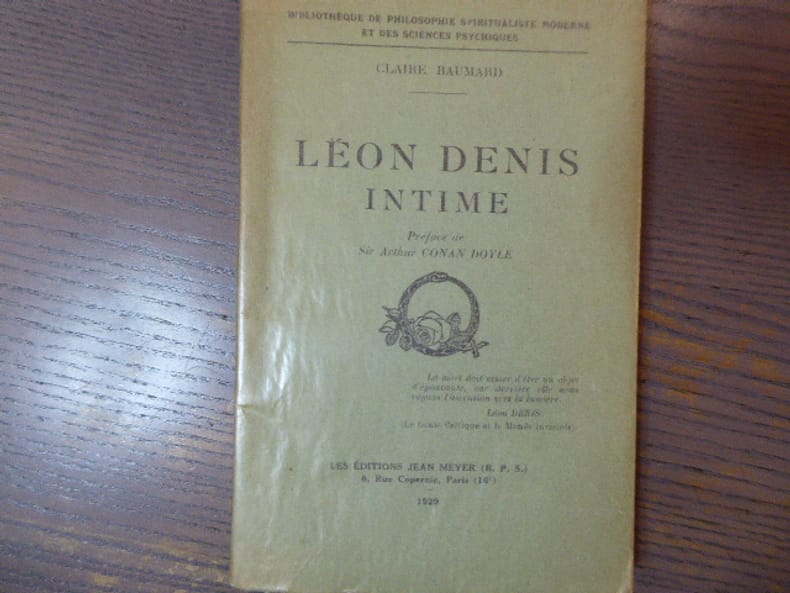 BIBLIOTHÈQUE DE PHILOSOPHIE SPIRITUALISTE MODERNE
ET DES SCIENCES PSYCHIQUES
CLAIRE BAUMARD
LÉON DENIS
INTIME
Préface de
Sir Arthur CONAN DOYLE
La mort doit cesser d'être un objet
d'épouvante, car derrière elle nous
voyons l'ascension vers la lumière.
Léon DENIS
(Le Génie Celtique et le Monde invisible)
LES ÉDITIONS JEAN MEYER (B. P. S.)
8, Rue Copernic, Paris (16e)
1929